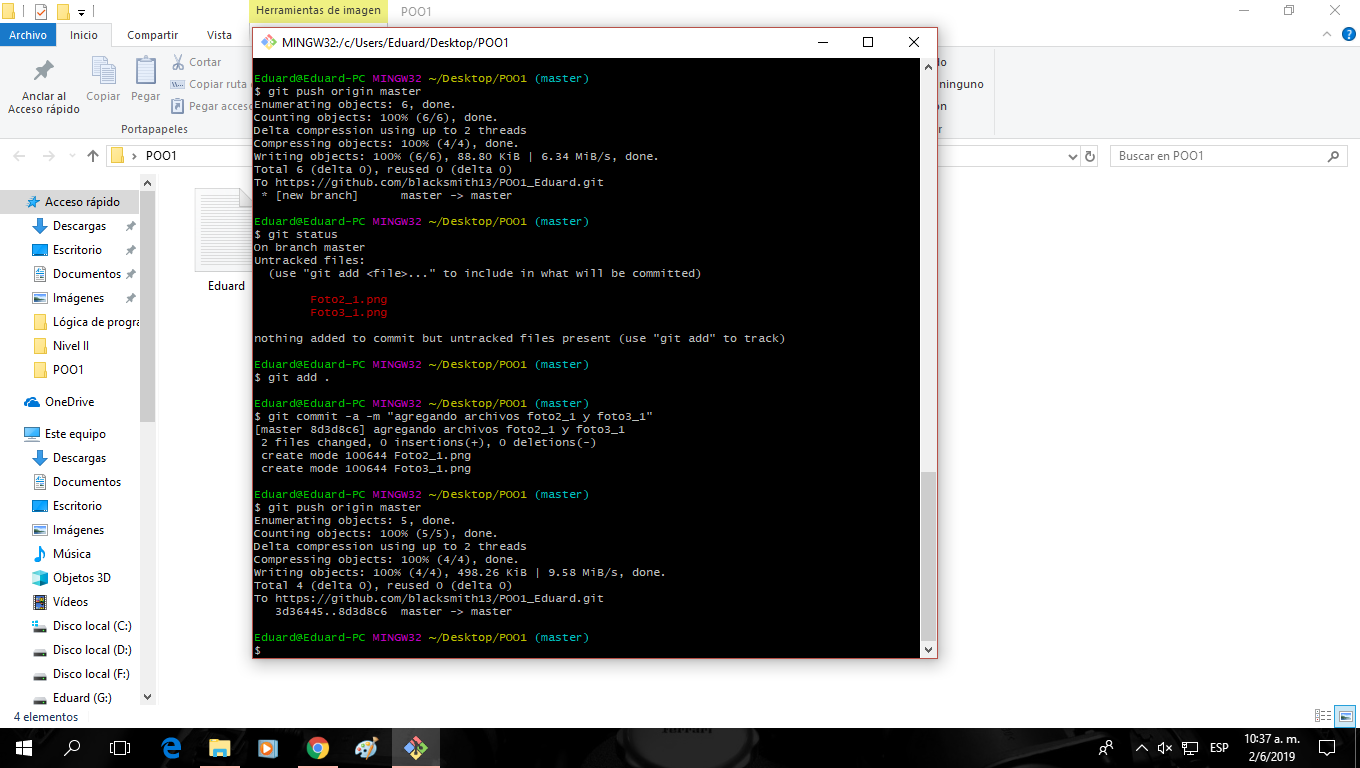 Herramientas de imagen
POO1
Archivo
Inicio
Compartir
Vista
Anclar al
Acceso rápido
Copiar
Pegar
Cortar
Copiar ruta
Pegar acces
Portapapeles
ninguno
POO1
Buscar en POO1
Acceso rápido
Descargas
Escritorio
Documentos
Imágenes
Lógica de progra
Nivel II
POO1
OneDrive
Este equipo
Descargas
Documentos
Escritorio
Imágenes
Música
Objetos 3D
Vídeos
Disco local (C:)
Disco local (D:)
Disco local (F:)
Eduard (G:)
4 elementos
Eduard
MINGW32:/c/Users/Eduard/Desktop/POO1
Eduard@Eduard-PC MINGW32 ~/Desktop/POO1 (master)
$ git push origin master
Enumerating objects: 6, done.
Counting objects: 100% (6/6), done.
Delta compression using up to 2 threads
Compressing objects: 100% (4/4), done.
Writing objects: 100% (6/6), 88.80 KiB | 6.34 MiB/s, done.
Total 6 (delta 0), reused 0 (delta 0)
To https://github.com/blacksmith13/POO1_Eduard.git
* [new branch]      master -> master
Eduard@Eduard-PC MINGW32 ~/Desktop/POO1 (master)
$ git status
On branch master
Untracked files:
(use "git add <file>..." to include in what will be committed)
Foto2_1.png
Foto3_1.png
nothing added to commit but untracked files present (use "git add" to track)
Eduard@Eduard-PC MINGW32 ~/Desktop/POO1 (master)
$ git add .
Eduard@Eduard-PC MINGW32 ~/Desktop/POO1 (master)
$ git commit -a -m "agregando archivos foto2_1 y foto3_1"
[master 8d3d8c6] agregando archivos foto2_1 y foto3_1
2 files changed, 0 insertions(+), 0 deletions(-)
create mode 100644 Foto2_1.png
create mode 100644 Foto3_1.png
Eduard@Eduard-PC MINGW32 ~/Desktop/POO1 (master)
$ git push origin master
Enumerating objects: 5, done.
Counting objects: 100% (5/5), done.
Delta compression using up to 2 threads
Compressing objects: 100% (4/4), done.
Writing objects: 100% (4/4), 498.26 KiB | 9.58 MiB/s, done.
Total 4 (delta 0), reused 0 (delta 0)
To https://github.com/blacksmith13/POO1_Eduard.git
3d36445..8d3d8c6  master -> master
Eduard@Eduard-PC MINGW32 ~/Desktop/POO1 (master)
$
ESP
10:37 a. m.
2/6/2019